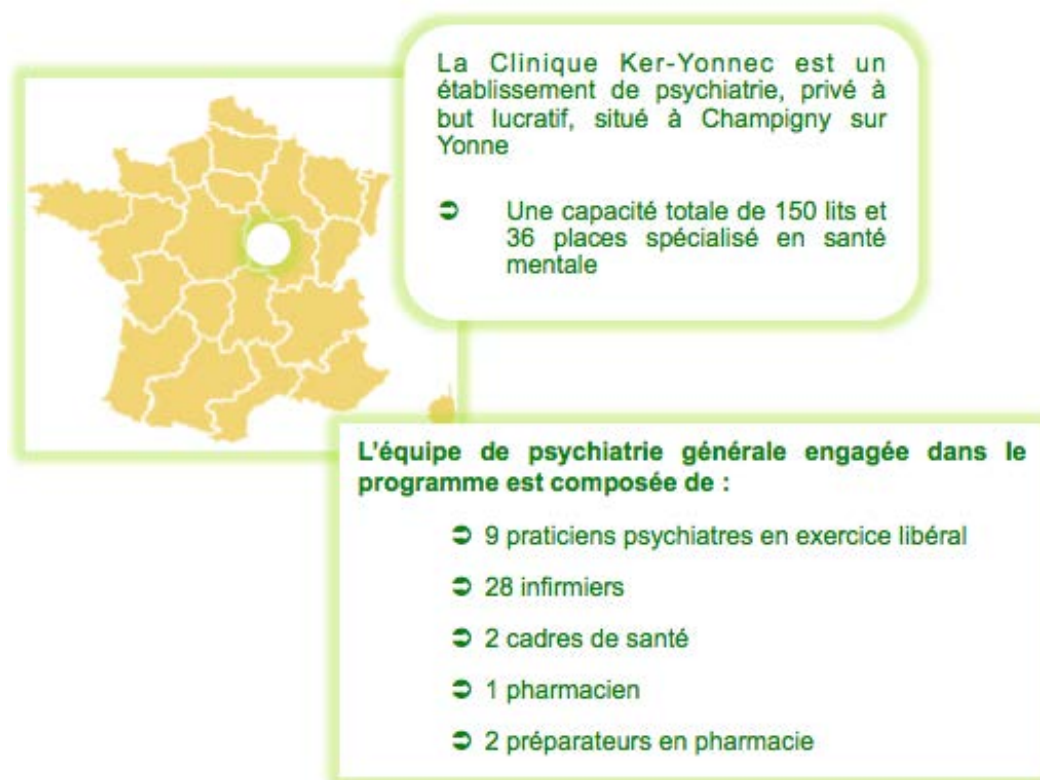 La Clinique Ker-Yonnec est un
établissement de psychiatrie, privé à
but lucratif, situé à Champigny sur
Yonne
➲ Une capacité totale de 150 lits et
36 places spécialisé en santé
mentale
L'équipe de psychiatrie générale engagée dans le
programme est composée de :
➲ 9 praticiens psychiatres en exercice libéral
➲ 28 infirmiers
➲ 2 cadres de santé
➲ 1 pharmacien
➲ 2 préparateurs en pharmacie